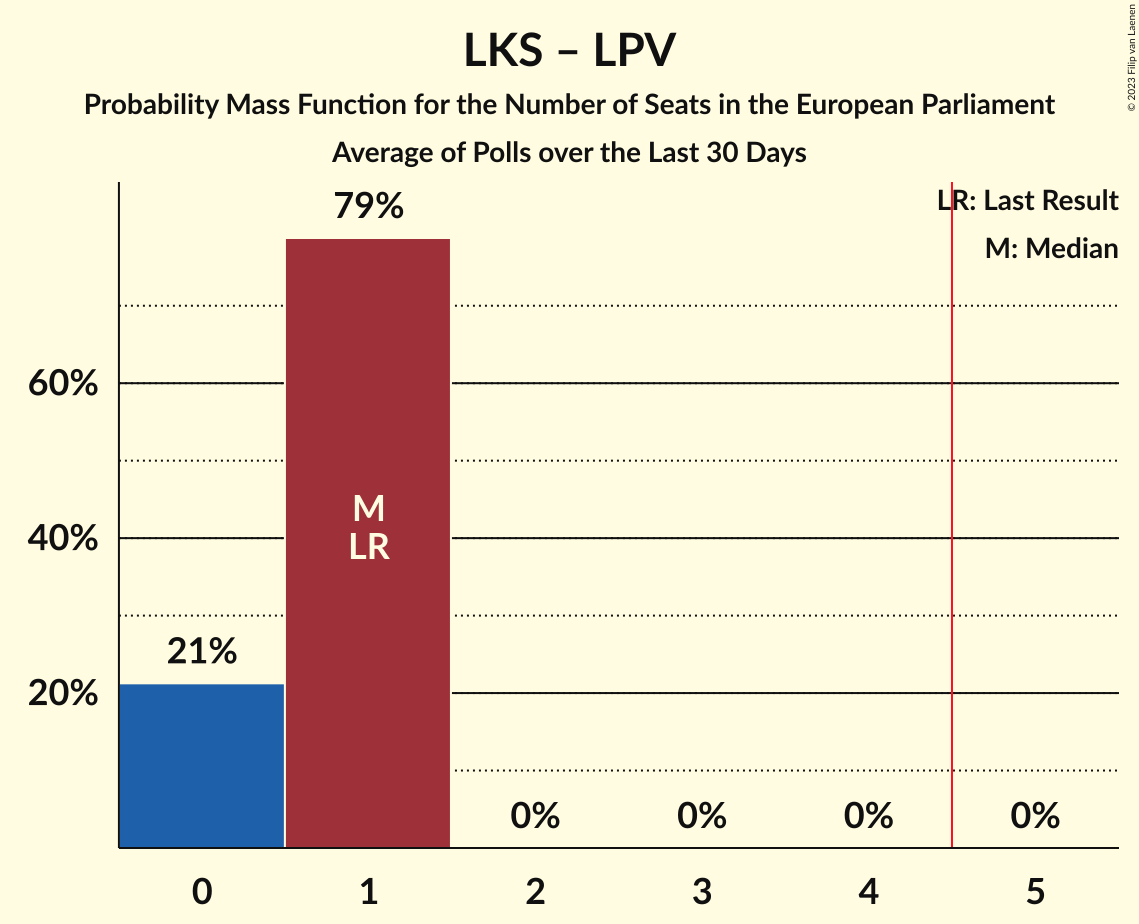 LKS – LPV
Probability Mass Function for the Number of Seats in the European Parliament
Average of Polls over the Last 30 Days
© 2023 Filip van Laenen
LR: Last Result
M: Median
79%
60%
M
40%
LR
21%
20%
0% 0% 0% 0%
0 1 2 3 4 5